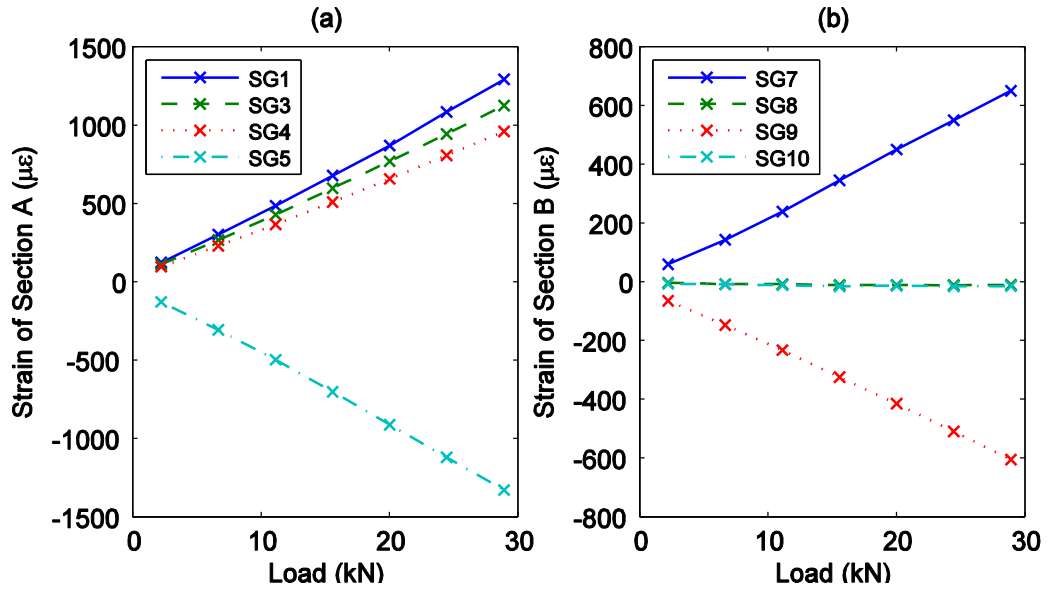 (a)
Strain of Section A (με)
1500
1000
500
0
-500
-1000
-1500
SG1
SG3
SG4
SG5
0
10
20
30
Load (kN)
(b)
Strain of Section B (με)
800
600
400
200
0
-200
-400
-600
-800
SG7
SG8
SG9
SG10
0
10
20
30
Load (kN)